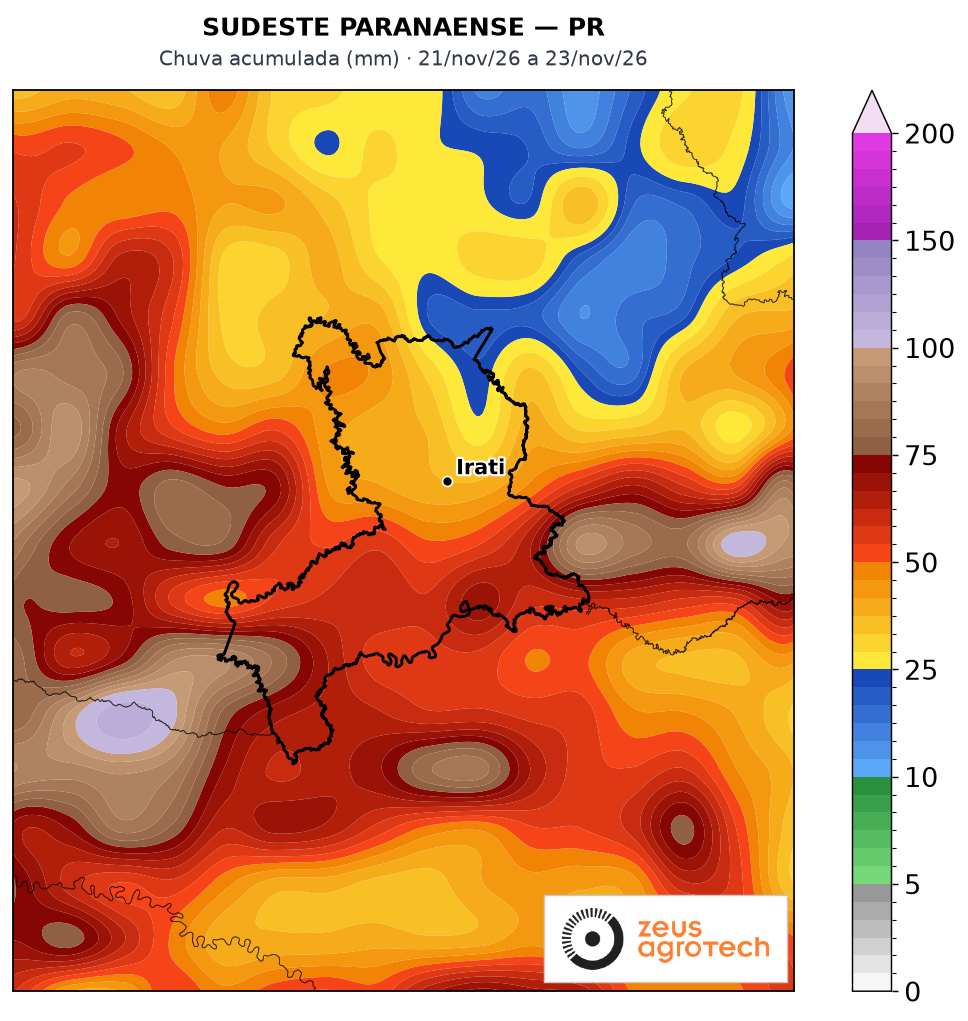 SUDESTE PARANAENSE — PR
Chuva acumulada (mm) · 21/nov/26 a 23/nov/26
200
150
100
75
50
25
10
5
0
Irati
zeus
agrotech